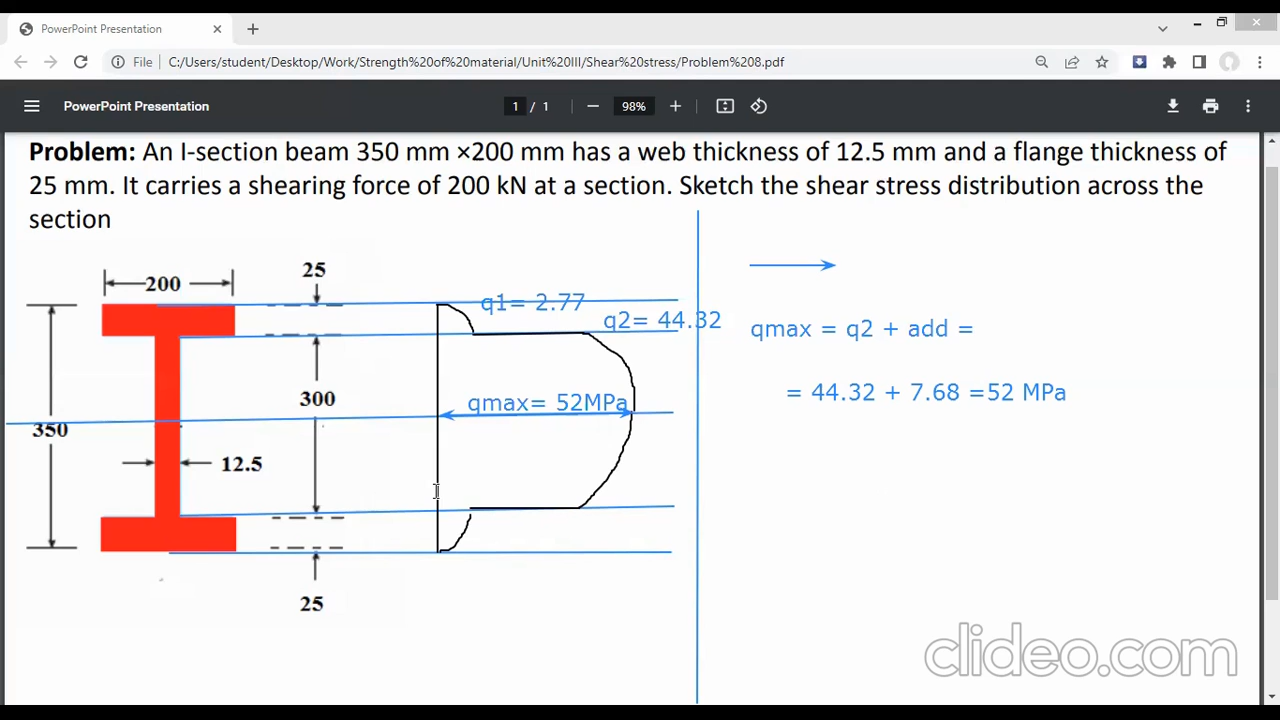 PowerPoint Presentation
File C:/Users/student/Desktop/Work/Strength%20of%20material/Unit%20III/Shear%20stress/Problem%208.pdf
PowerPoint Presentation 1 / 1 98%
Problem: An I-section beam 350 mm ×200 mm has a web thickness of 12.5 mm and a flange thickness of
25 mm. It carries a shearing force of 200 kN at a section. Sketch the shear stress distribution across the
section
200
25
q1= 2.77
q2= 44.32
300
qmax= 52MPa
350
12.5
25
qmax = q2 + add =
= 44.32 + 7.68 =52 MPa
clideo.com